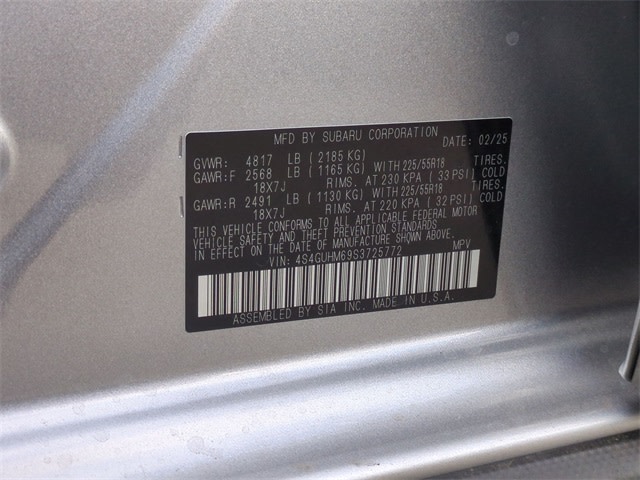 MFD BY SUBARU CORPORATION DATE: 02/25
GVWR: 4817 LB (2185 KG)
GAWR:F 2568 LB (1165 KG) WITH 225/55R18 TIRES.
18X7J RIMS. AT 230 KPA (33 PSI) COLD
GAWR:R 2491 LB (1130 KG) WITH 225/55R18 TIRES.
18X7J RIMS. AT 220 KPA (32 PSI) COLD
THIS VEHICLE CONFORMS TO ALL APPLICABLE FEDERAL MOTOR
VEHICLE SAFETY AND THEFT PREVENTION STANDARDS
IN EFFECT ON THE DATE OF MANUFACTURE SHOWN ABOVE.
VIN: 4S4GUHM69S3725772 MPV
ASSEMBLED BY SIA INC. MADE IN U.S.A.